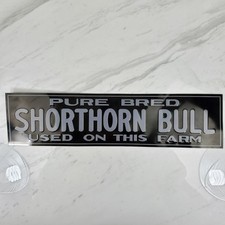 PURE BRED
SHORTHORN BULL
USED ON THIS FARM